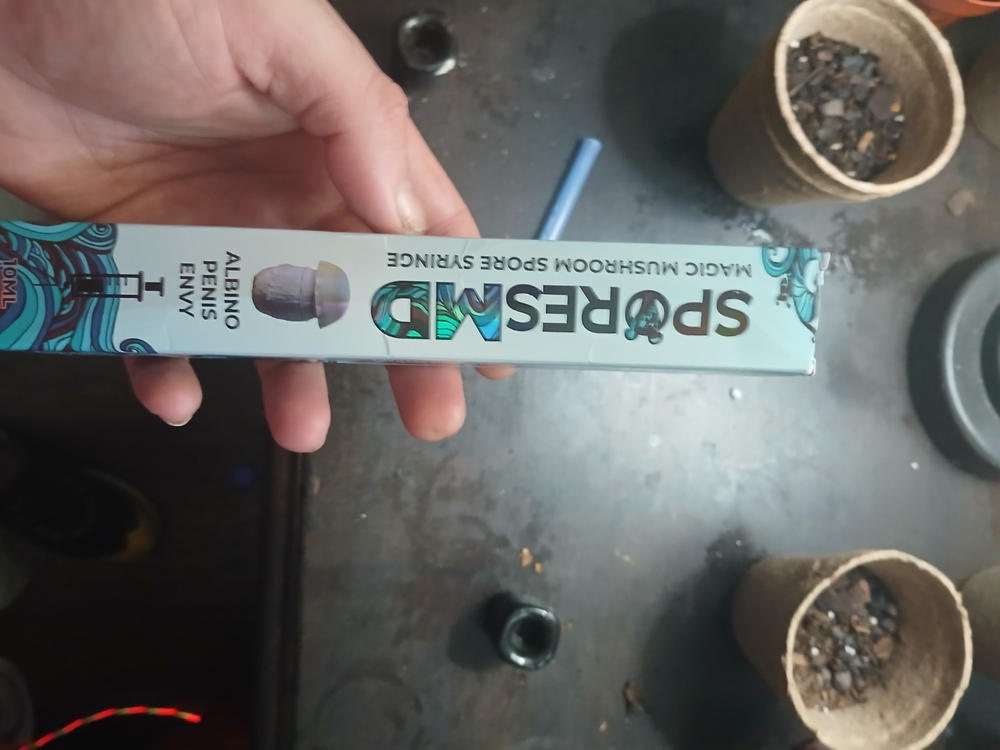 SPORESMD
MAGIC MUSHROOM SPORE SYRINGE
ALBINO
PENIS
ENVY
10ML